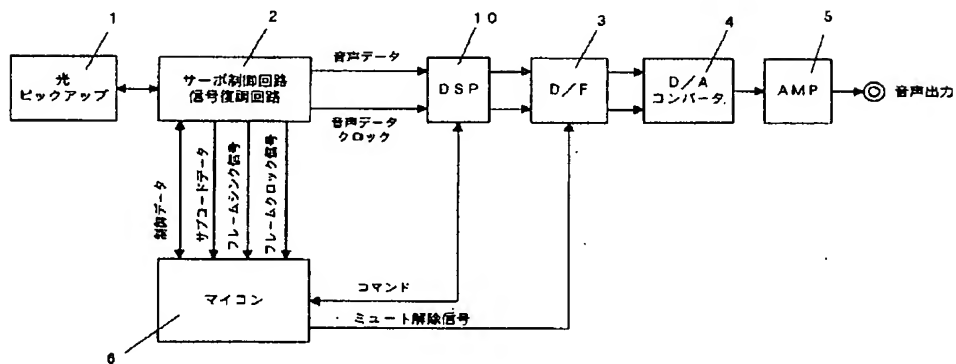 1
2
10
3
4
5
光
ピックアップ
サーボ制御回路
信号復調回路
音声データ
音声データ
クロック
DSP
D/F
D/A
コンバータ
AMP
音声出力
制御データ
サブコードデータ
フレームシンク信号
フレームクロック信号
マイコン
コマンド
ミュート解除信号
6